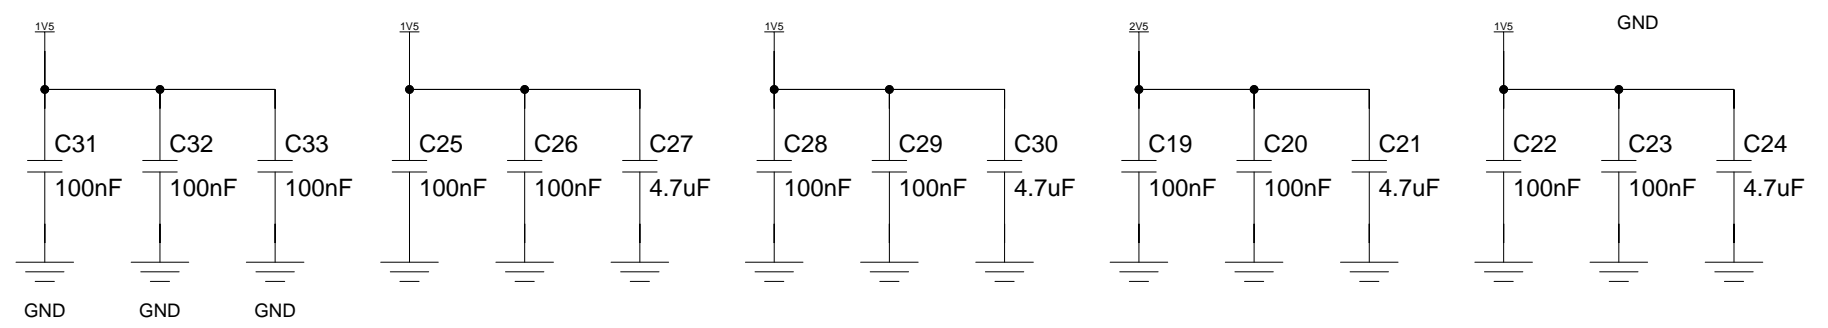 1V5 1V5 1V5 2V5 1V5 GND
C31 C32 C33 C25 C26 C27 C28 C29 C30 C19 C20 C21 C22 C23 C24
100nF 100nF 100nF 100nF 100nF 4.7uF 100nF 100nF 4.7uF 100nF 100nF 4.7uF 100nF 100nF 4.7uF
GND GND GND